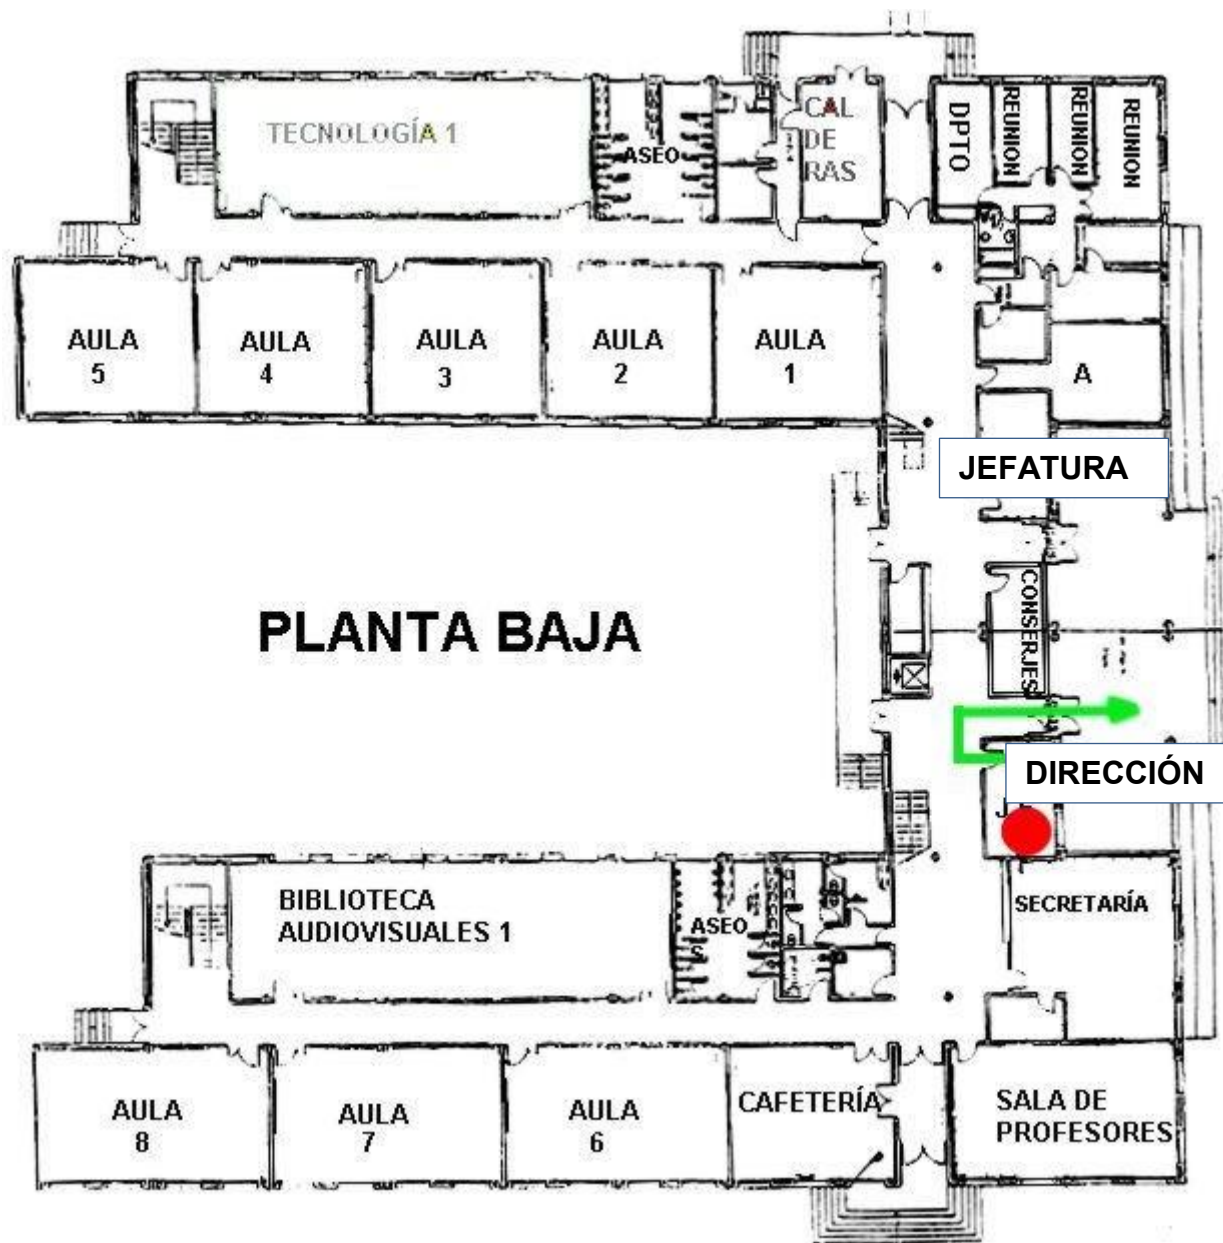 TECNOLOGÍA 1
ASEO
CAL
DE
RAS
DPTO
REUNION
REUNION
REUNION
AULA
5
AULA
4
AULA
3
AULA
2
AULA
1
A
JEFATURA
PLANTA BAJA
CONSERJES
DIRECCIÓN
J
BIBLIOTECA
AUDIOVISUALES 1
ASEO
SECRETARÍA
AULA
8
AULA
7
AULA
6
CAFETERÍA
SALA DE
PROFESORES